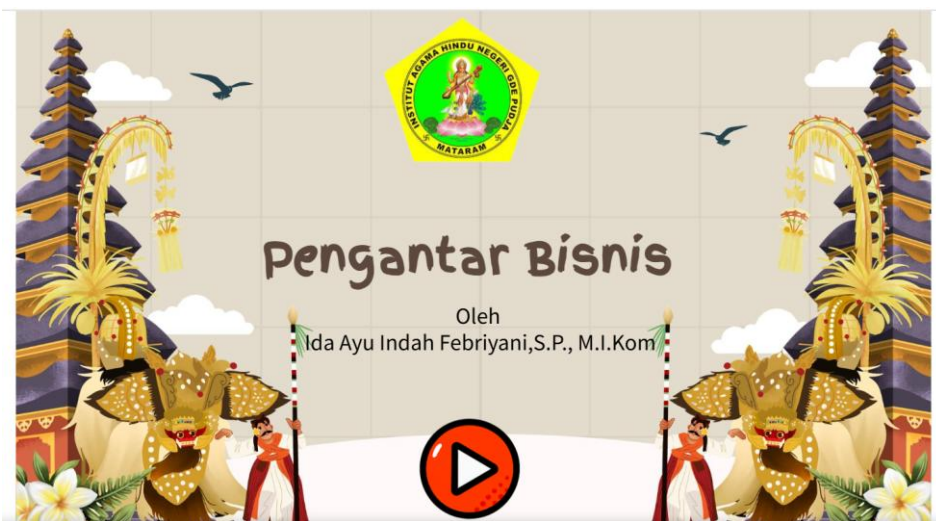 INSTITUT AGAMA HINDU NEGERI GDE PUDJA
MATARAM
Pengantar Bisnis
Oleh
Ida Ayu Indah Febriyani,S.P., M.I.Kom